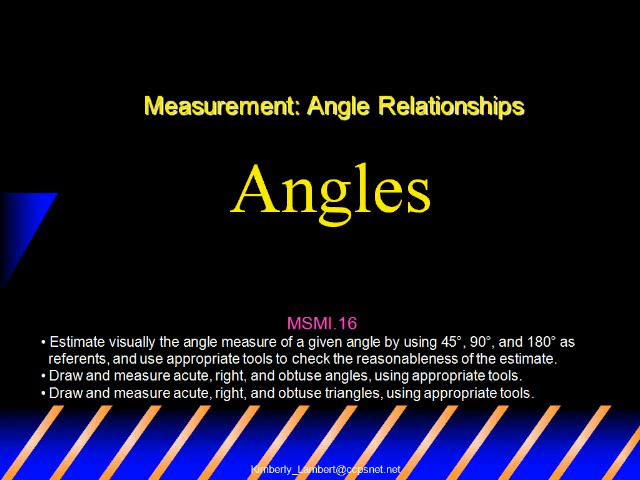 Measurement: Angle Relationships
Angles
MSMI.16
• Estimate visually the angle measure of a given angle by using 45°, 90°, and 180° as
referents, and use appropriate tools to check the reasonableness of the estimate.
• Draw and measure acute, right, and obtuse angles, using appropriate tools.
• Draw and measure acute, right, and obtuse triangles, using appropriate tools.
Kimberly_Lambert@ccpsnet.net